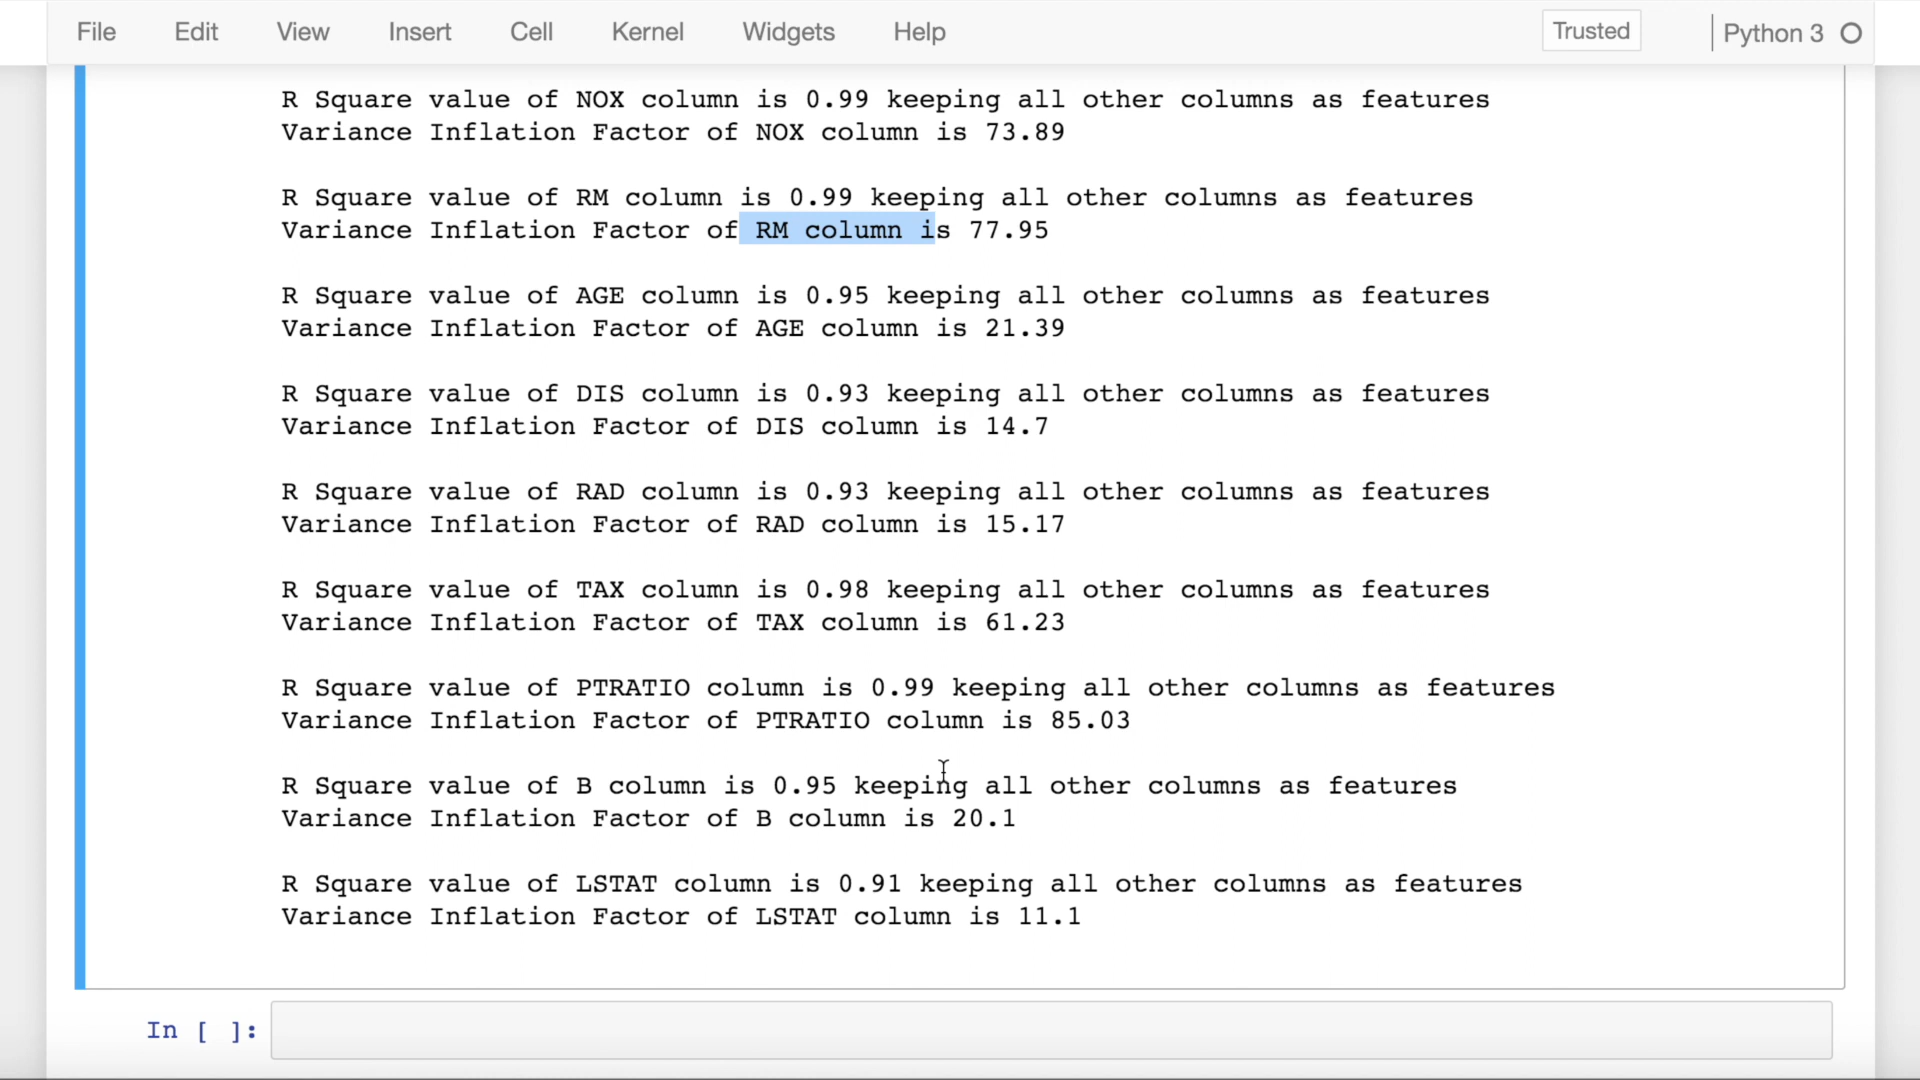 File Edit View Insert Cell Kernel Widgets Help Trusted Python 3
R Square value of NOX column is 0.99 keeping all other columns as features
Variance Inflation Factor of NOX column is 73.89
R Square value of RM column is 0.99 keeping all other columns as features
Variance Inflation Factor of RM column is 77.95
R Square value of AGE column is 0.95 keeping all other columns as features
Variance Inflation Factor of AGE column is 21.39
R Square value of DIS column is 0.93 keeping all other columns as features
Variance Inflation Factor of DIS column is 14.7
R Square value of RAD column is 0.93 keeping all other columns as features
Variance Inflation Factor of RAD column is 15.17
R Square value of TAX column is 0.98 keeping all other columns as features
Variance Inflation Factor of TAX column is 61.23
R Square value of PTRATIO column is 0.99 keeping all other columns as features
Variance Inflation Factor of PTRATIO column is 85.03
R Square value of B column is 0.95 keeping all other columns as features
Variance Inflation Factor of B column is 20.1
R Square value of LSTAT column is 0.91 keeping all other columns as features
Variance Inflation Factor of LSTAT column is 11.1
In [ ]: